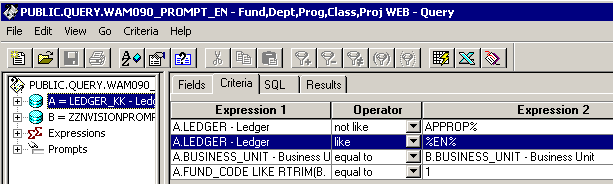 PUBLIC.QUERY.WAM090_PROMPT_EN - Fund,Dept,Prog,Class,Proj WEB - Query
File Edit View Go Criteria Help
PUBLIC.QUERY.WAM090_
A = LEDGER_KK - Ledg
B = ZZNVISIONPROMP
Expressions
Prompts
Fields Criteria SQL Results
Expression 1 Operator Expression 2
A.LEDGER - Ledger not like APPROP%
A.LEDGER - Ledger like %EN%
A.BUSINESS_UNIT - Business U equal to B.BUSINESS_UNIT - Business Unit
A.FUND_CODE LIKE RTRIM(B. equal to 1